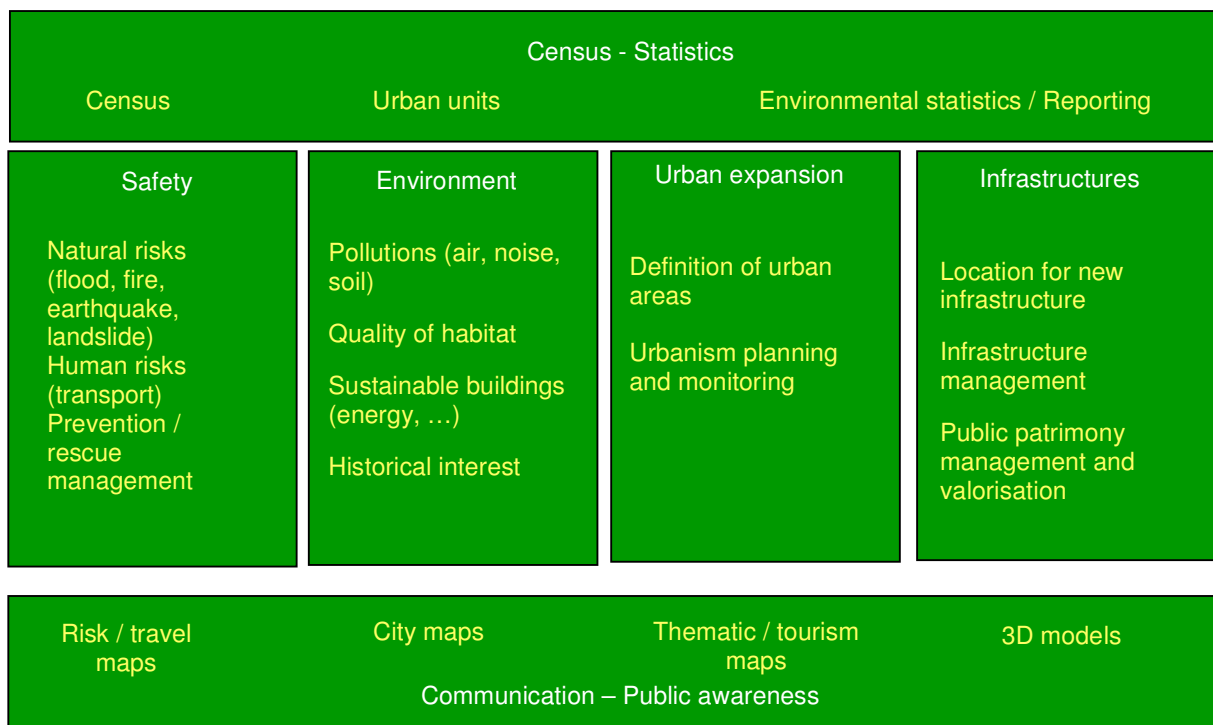 Census - Statistics
Census Urban units Environmental statistics / Reporting
Safety
Natural risks
(flood, fire,
earthquake,
landslide)
Human risks
(transport)
Prevention /
rescue
management
Environment
Pollutions (air, noise,
soil)
Quality of habitat
Sustainable buildings
(energy, …)
Historical interest
Urban expansion
Definition of urban
areas
Urbanism planning
and monitoring
Infrastructures
Location for new
infrastructure
Infrastructure
management
Public patrimony
management and
valorisation
Risk / travel
maps
City maps
Thematic / tourism
maps
3D models
Communication – Public awareness